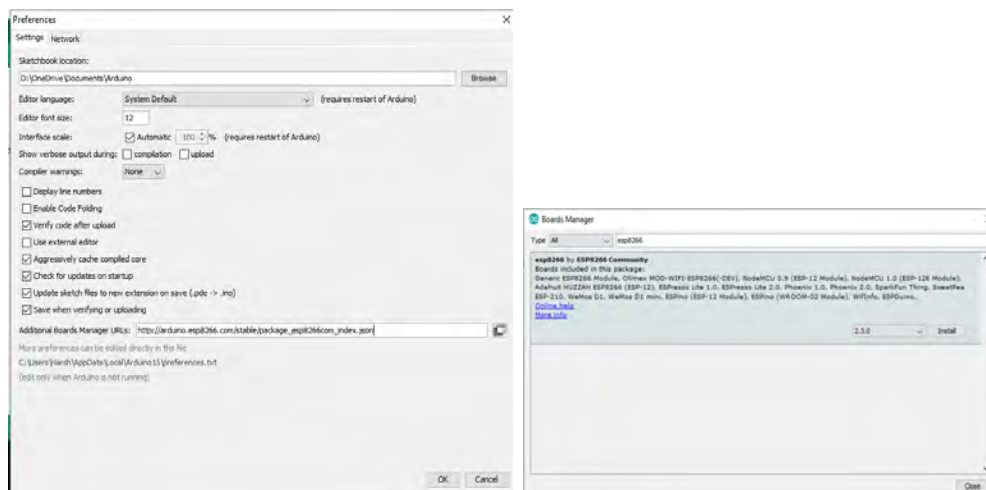 Preferences
Settings Network
Sketchbook location:
D:\OneDrive\Documents\Arduino
Browse
Editor language: System Default (requires restart of Arduino)
Editor font size: 12
Interface scale: Automatic 100 % (requires restart of Arduino)
Show verbose output during: compilation upload
Compiler warnings: None
Display line numbers
Enable Code Folding
Verify code after upload
Use external editor
Aggressively cache compiled core
Check for updates on startup
Update sketch files to new extension on save (.pde -> .ino)
Save when verifying or uploading
Additional Boards Manager URLs: http://arduino.esp8266.com/stable/package_esp8266com_index.json
More preferences can be edited directly in the file
C:\Users\Harsh\AppData\Local\Arduino15\preferences.txt
(edit only when Arduino is not running)
OK Cancel
Boards Manager
Type All esp8266
esp8266 by ESP8266 Community
Boards included in this package:
Generic ESP8266 Module, Olimex MOD-WIFI-ESP8266(-DEV), NodeMCU 0.9 (ESP-12 Module), NodeMCU 1.0 (ESP-12E Module),
Adafruit HUZZAH ESP8266 (ESP-12), ESPresso Lite 1.0, ESPresso Lite 2.0, Phoenix 1.0, Phoenix 2.0, SparkFun Thing, SweetPea
ESP-210, WeMos D1, WeMos D1 mini, ESPino (ESP-12 Module), ESPino (WROOM-02 Module), WifInfo, ESPDuino.
Online help
More info
2.3.0 Install
Close